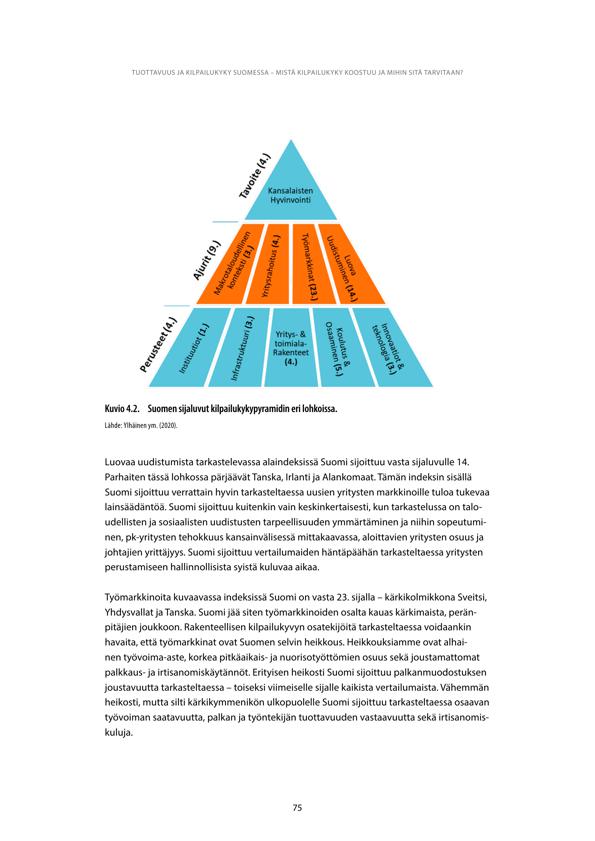 TUOTTAVUUS JA KILPAILUKYKY SUOMESSA – MISTÄ KILPAILUKYKY KOOSTUU JA MIHIN SITÄ TARVITAAN?
Tavoite (4.)
Kansalaisten
Hyvinvointi
Ajurit (9.)
Makrotaloudellinen
konteksti (3.)
Yritysrahoitus (4.)
Työmarkkinat (23.)
Luova
Uudistuminen (14.)
Perusteet (4.)
Instituutiot (1.)
Infrastruktuuri (3.)
Yritys- &
toimiala-
Rakenteet
(4.)
Koulutus &
Osaaminen (5.)
Innovaatiot &
teknologia (3.)
Kuvio 4.2. Suomen sijaluvut kilpailukykypyramidin eri lohkoissa.
Lähde: Ylhäinen ym. (2020).
Luovaa uudistumista tarkastelevassa alaindeksissä Suomi sijoittuu vasta sijaluvulle 14.
Parhaiten tässä lohkossa pärjäävät Tanska, Irlanti ja Alankomaat. Tämän indeksin sisällä
Suomi sijoittuu verrattain hyvin tarkasteltaessa uusien yritysten markkinoille tuloa tukevaa
lainsäädäntöä. Suomi sijoittuu kuitenkin vain keskinkertaisesti, kun tarkastelussa on talo-
udellisten ja sosiaalisten uudistusten tarpeellisuuden ymmärtäminen ja niihin sopeutumi-
nen, pk-yritysten tehokkuus kansainvälisessä mittakaavassa, aloittavien yritysten osuus ja
johtajien yrittäjyys. Suomi sijoittuu vertailumaiden häntäpäähän tarkasteltaessa yritysten
perustamiseen hallinnollisista syistä kuluvaa aikaa.
Työmarkkinoita kuvaavassa indeksissä Suomi on vasta 23. sijalla – kärkikolmikkona Sveitsi,
Yhdysvallat ja Tanska. Suomi jää siten työmarkkinoiden osalta kauas kärkimaista, perän-
pitäjien joukkoon. Rakenteellisen kilpailukyvyn osatekijöitä tarkasteltaessa voidaankin
havaita, että työmarkkinat ovat Suomen selvin heikkous. Heikkouksiamme ovat alhai-
nen työvoima-aste, korkea pitkäaikais- ja nuorisotyöttömien osuus sekä joustamattomat
palkkaus- ja irtisanomiskäytännöt. Erityisen heikosti Suomi sijoittuu palkanmuodostuksen
joustavuutta tarkasteltaessa – toiseksi viimeiselle sijalle kaikista vertailumaista. Vähemmän
heikosti, mutta silti kärkikymmenikön ulkopuolelle Suomi sijoittuu tarkasteltaessa osaavan
työvoiman saatavuutta, palkan ja työntekijän tuottavuuden vastaavuutta sekä irtisanomis-
kuluja.
75